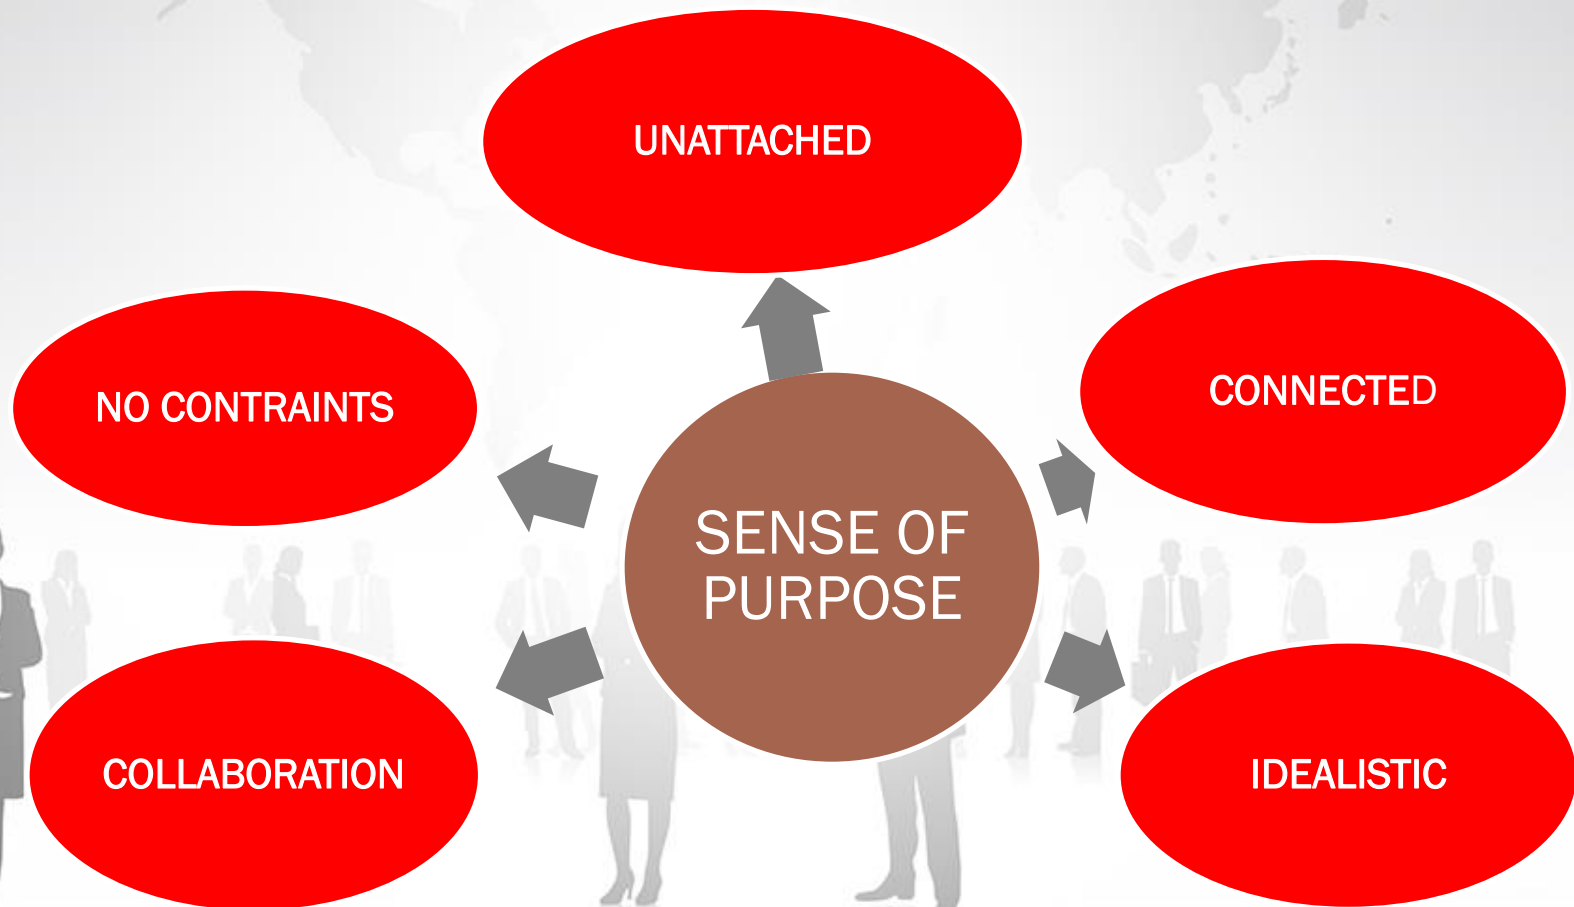 UNATTACHED
CONNECTED
NO CONTRAINTS
SENSE OF
PURPOSE
COLLABORATION
IDEALISTIC